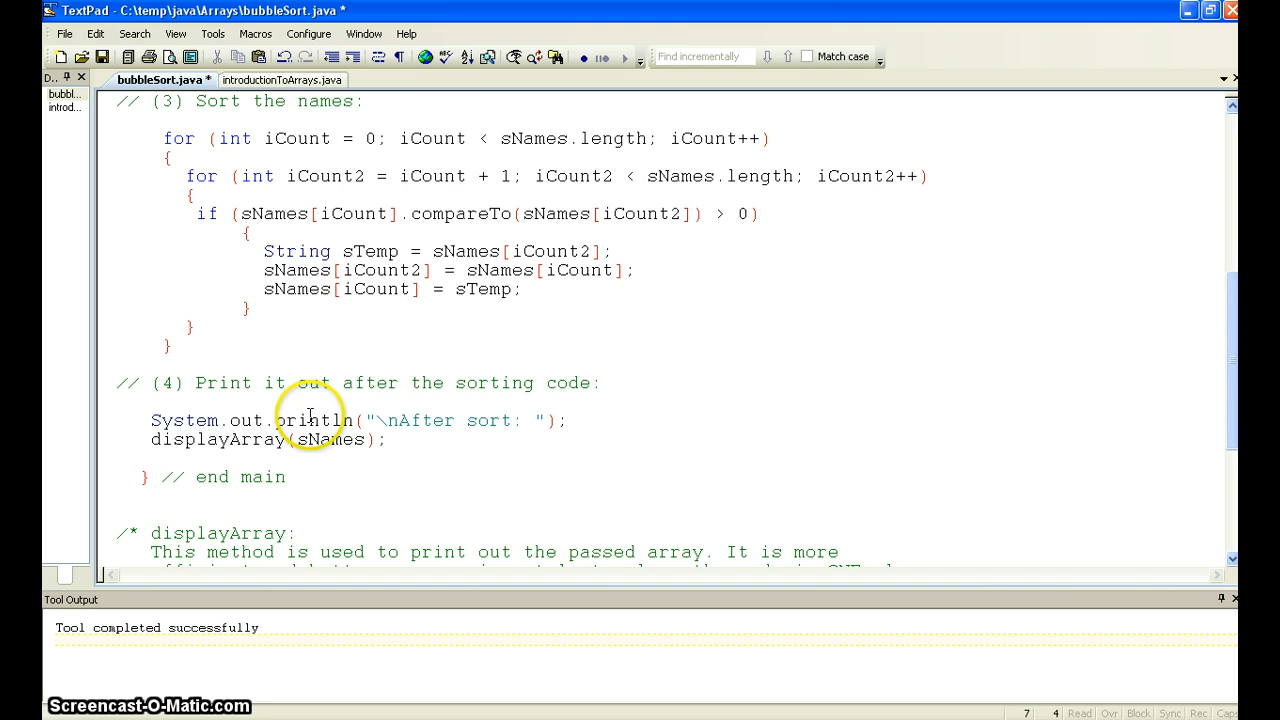 TextPad - C:\temp\java\Arrays\bubbleSort.java *
File Edit Search View Tools Macros Configure Window Help
Find incrementally Match case
D..
bubbleSort.java * introductionToArrays.java
bubbl...
introd...
// (3) Sort the names:
for (int iCount = 0; iCount < sNames.length; iCount++)
{
for (int iCount2 = iCount + 1; iCount2 < sNames.length; iCount2++)
{
if (sNames[iCount].compareTo(sNames[iCount2]) > 0)
{
String sTemp = sNames[iCount2];
sNames[iCount2] = sNames[iCount];
sNames[iCount] = sTemp;
}
}
}
// (4) Print it out after the sorting code:
System.out.println("\nAfter sort: ");
displayArray(sNames);
} // end main
/* displayArray:
This method is used to print out the passed array. It is more
Tool Output
Tool completed successfully
Screencast-O-Matic.com
7 4 Read Ovr Block Sync Rec Caps